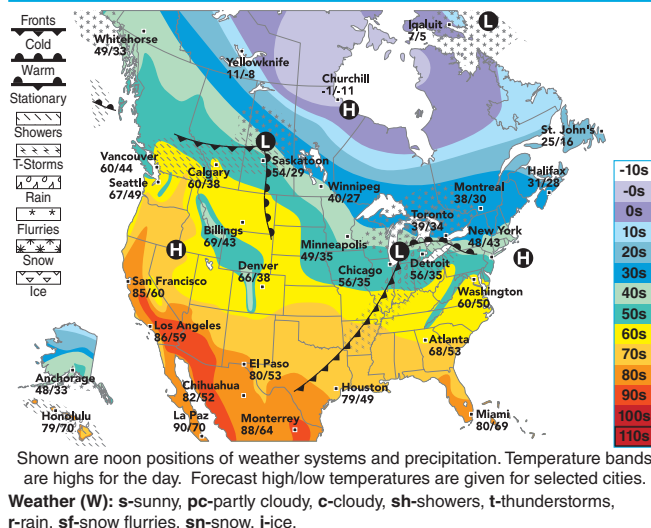 Fronts
Cold
Warm
Stationary
Showers
T-Storms
Rain
Flurries
Snow
Ice
Whitehorse
49/33
Yellowknife
11/-8
Iqaluit
7/5
L
Churchill
-1/-11
H
St. John's
25/16
L
Vancouver
60/44
Calgary
60/38
Saskatoon
54/29
Winnipeg
40/27
Montreal
38/30
Halifax
31/28
Seattle
67/49
Billings
69/43
Minneapolis
49/35
Toronto
39/34
New York
48/43
H
L
H
Denver
66/38
Chicago
56/35
Detroit
56/35
San Francisco
85/60
Washington
60/50
Los Angeles
86/59
El Paso
80/53
Atlanta
68/53
Anchorage
48/33
Chihuahua
82/52
Houston
79/49
Honolulu
79/70
La Paz
90/70
Monterrey
88/64
Miami
80/69
-10s
-0s
0s
10s
20s
30s
40s
50s
60s
70s
80s
90s
100s
110s
Shown are noon positions of weather systems and precipitation. Temperature bands
are highs for the day. Forecast high/low temperatures are given for selected cities.
Weather (W): s-sunny, pc-partly cloudy, c-cloudy, sh-showers, t-thunderstorms,
r-rain, sf-snow flurries, sn-snow, i-ice.